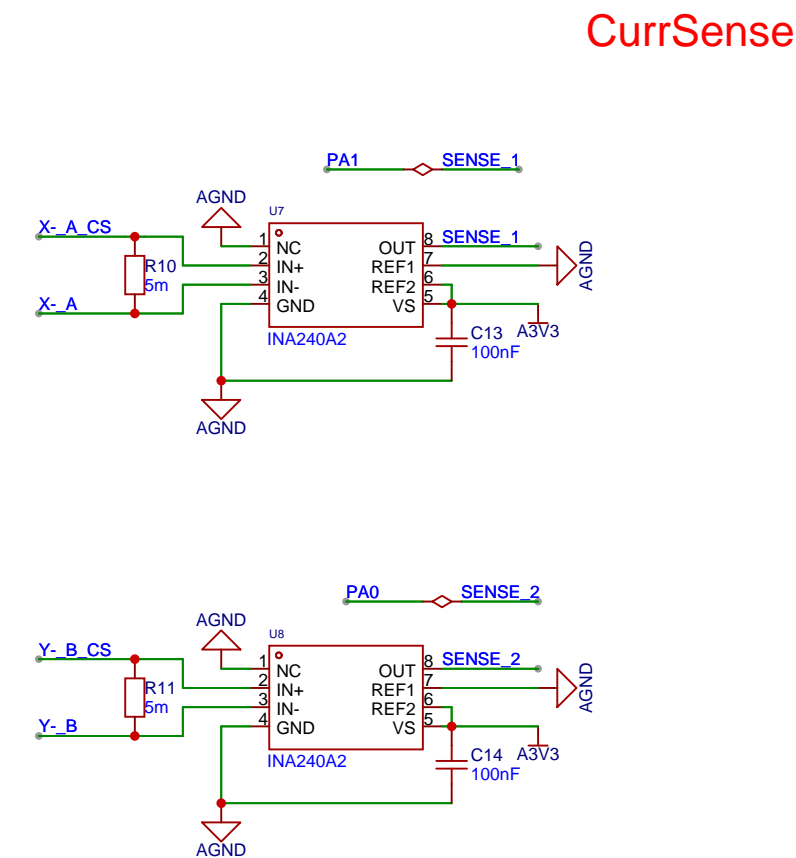 CurrSense
PA1 SENSE_1
AGND U7
X-_A_CS
1 NC OUT 8 SENSE_1
2 IN+ REF1 7 AGND
R10
5m
3 IN- REF2 6
X-_A
4 GND VS 5
INA240A2
C13 A3V3
100nF
AGND
PA0 SENSE_2
AGND U8
Y-_B_CS
1 NC OUT 8 SENSE_2
2 IN+ REF1 7 AGND
R11
5m
3 IN- REF2 6
Y-_B
4 GND VS 5
INA240A2
C14 A3V3
100nF
AGND